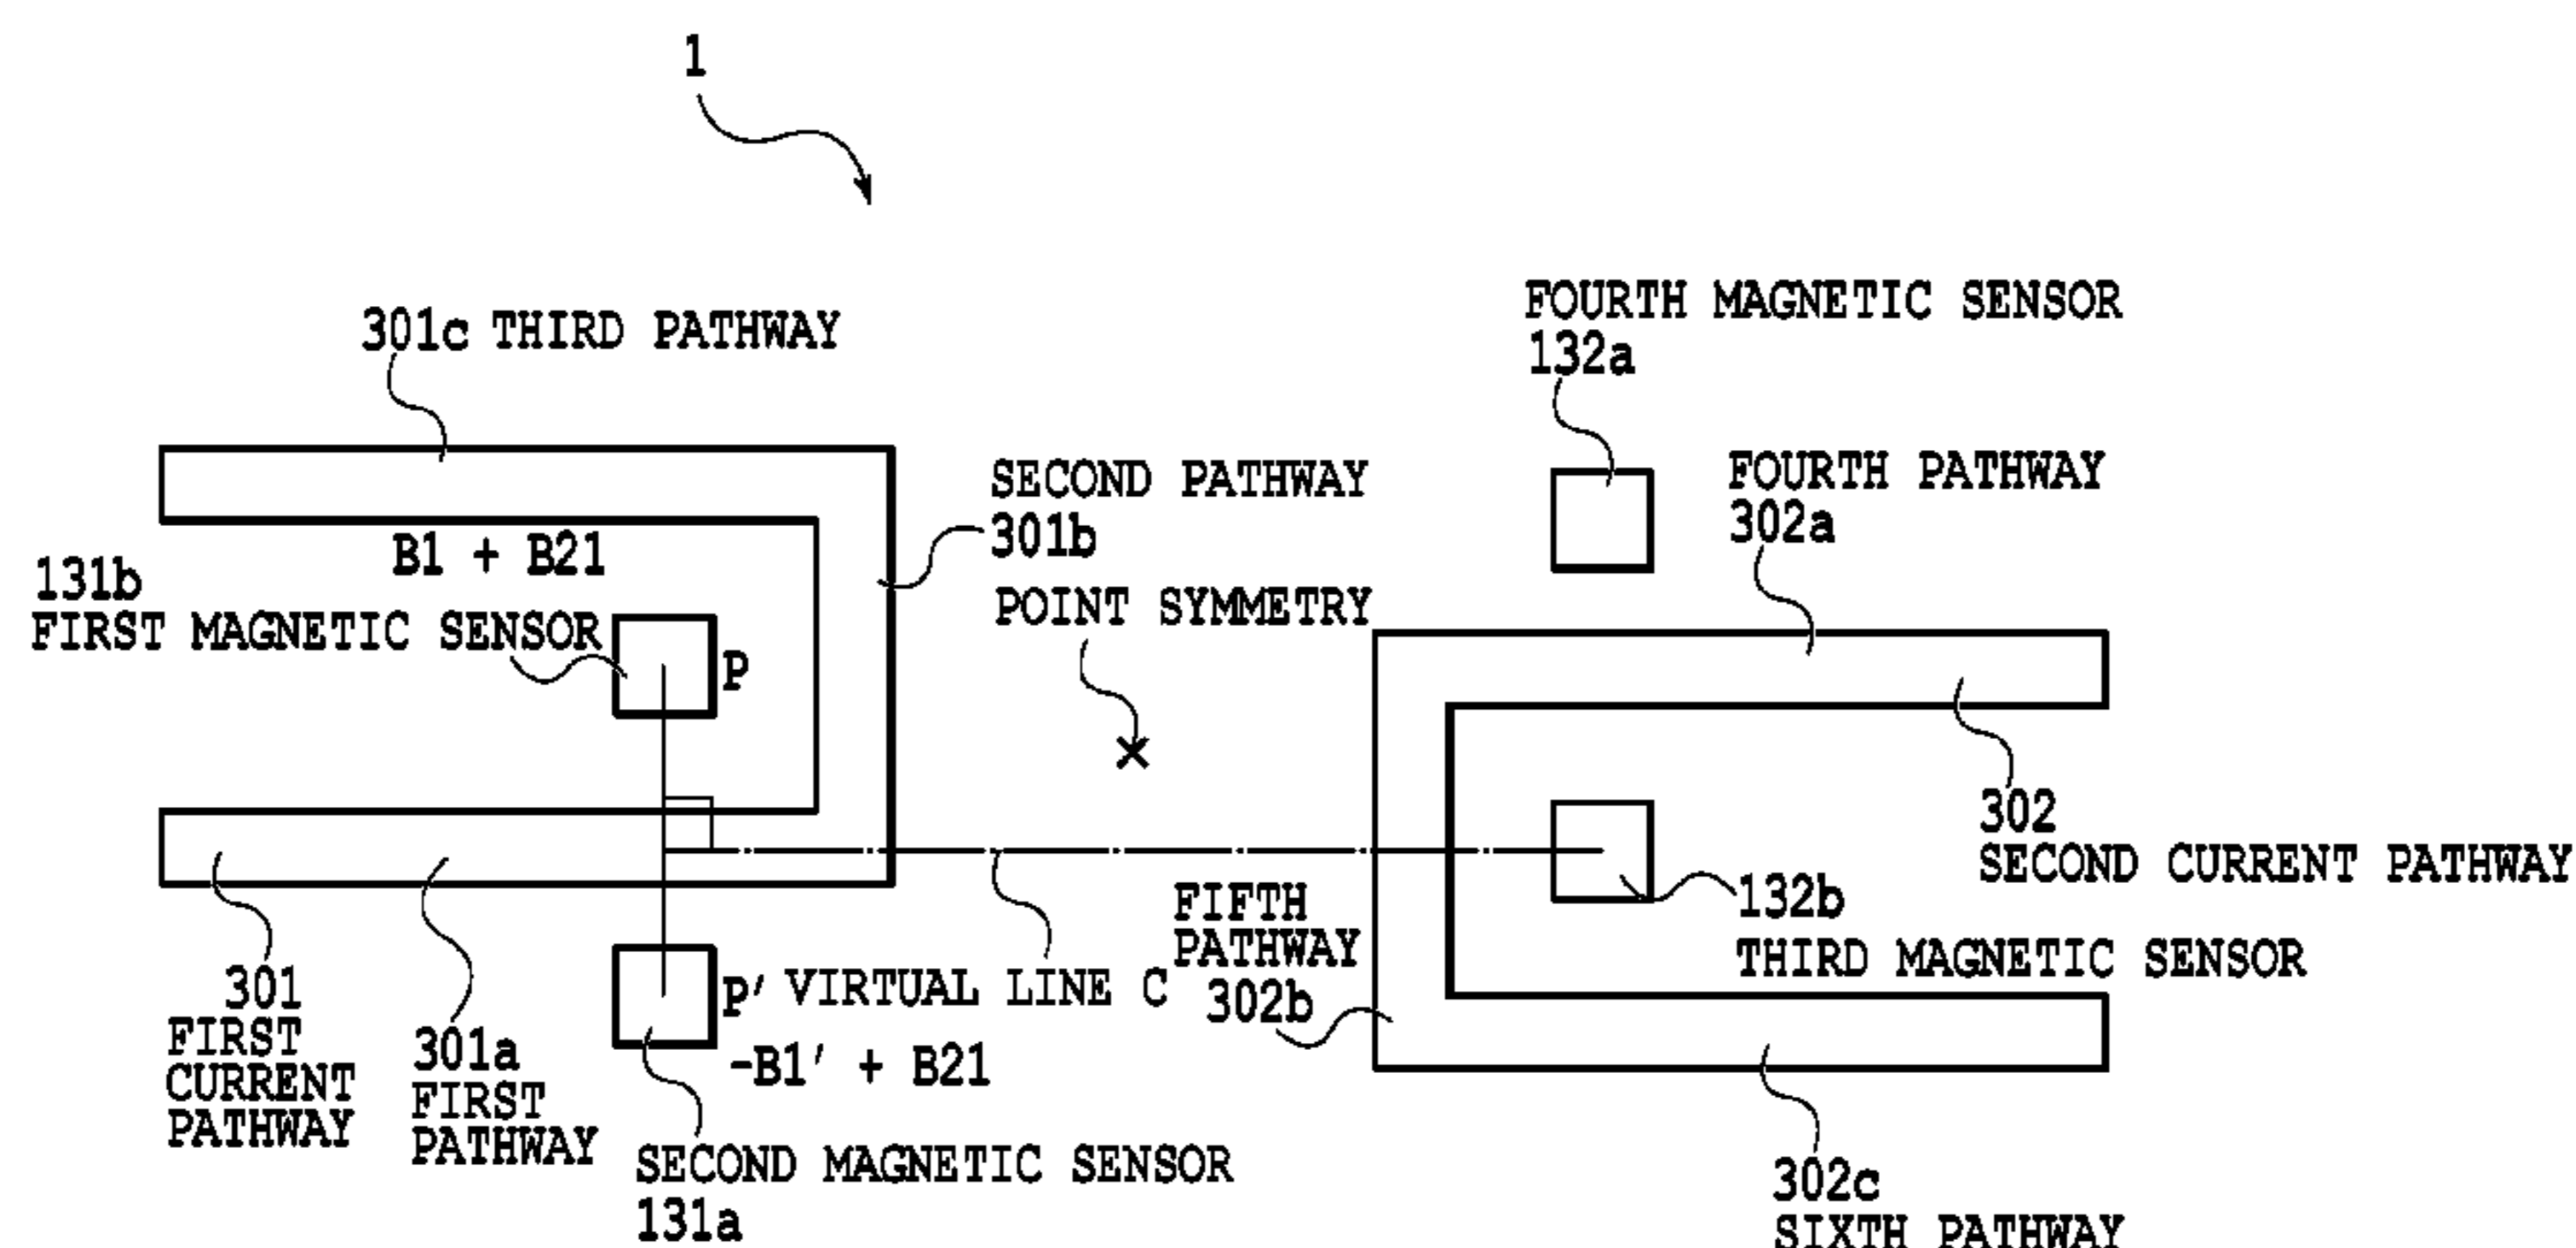 1
FOURTH MAGNETIC SENSOR
132a
301c THIRD PATHWAY
SECOND PATHWAY
301b
FOURTH PATHWAY
302a
B1 + B21
131b
FIRST MAGNETIC SENSOR
P
POINT SYMMETRY
×
302
SECOND CURRENT PATHWAY
132b
THIRD MAGNETIC SENSOR
FIFTH
PATHWAY
302b
301
FIRST
CURRENT
PATHWAY
301a
FIRST
PATHWAY
P' VIRTUAL LINE C
-B1' + B21
SECOND MAGNETIC SENSOR
131a
302c
SIXTH PATHWAY